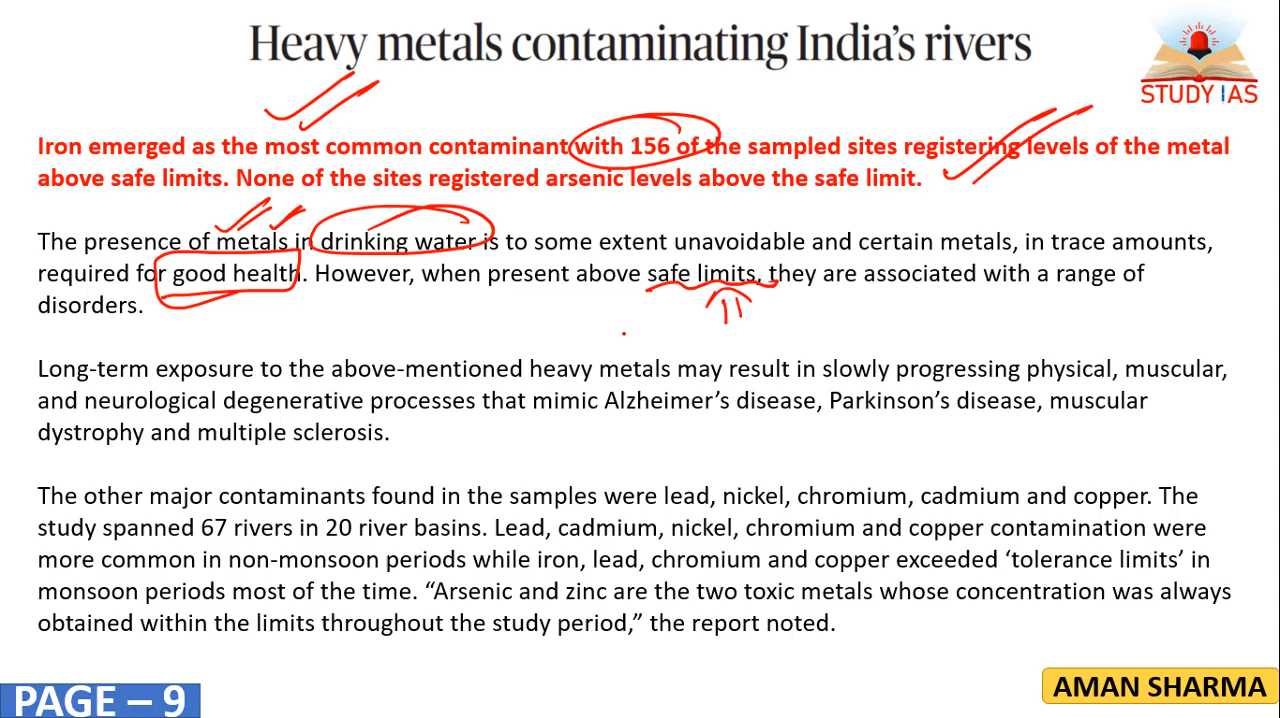 Heavy metals contaminating India’s rivers
STUDY IAS
Iron emerged as the most common contaminant with 156 of the sampled sites registering levels of the metal
above safe limits. None of the sites registered arsenic levels above the safe limit.
The presence of metals in drinking water is to some extent unavoidable and certain metals, in trace amounts,
required for good health. However, when present above safe limits, they are associated with a range of
disorders.
Long-term exposure to the above-mentioned heavy metals may result in slowly progressing physical, muscular,
and neurological degenerative processes that mimic Alzheimer’s disease, Parkinson’s disease, muscular
dystrophy and multiple sclerosis.
The other major contaminants found in the samples were lead, nickel, chromium, cadmium and copper. The
study spanned 67 rivers in 20 river basins. Lead, cadmium, nickel, chromium and copper contamination were
more common in non-monsoon periods while iron, lead, chromium and copper exceeded ‘tolerance limits’ in
monsoon periods most of the time. “Arsenic and zinc are the two toxic metals whose concentration was always
obtained within the limits throughout the study period,” the report noted.
PAGE – 9
AMAN SHARMA